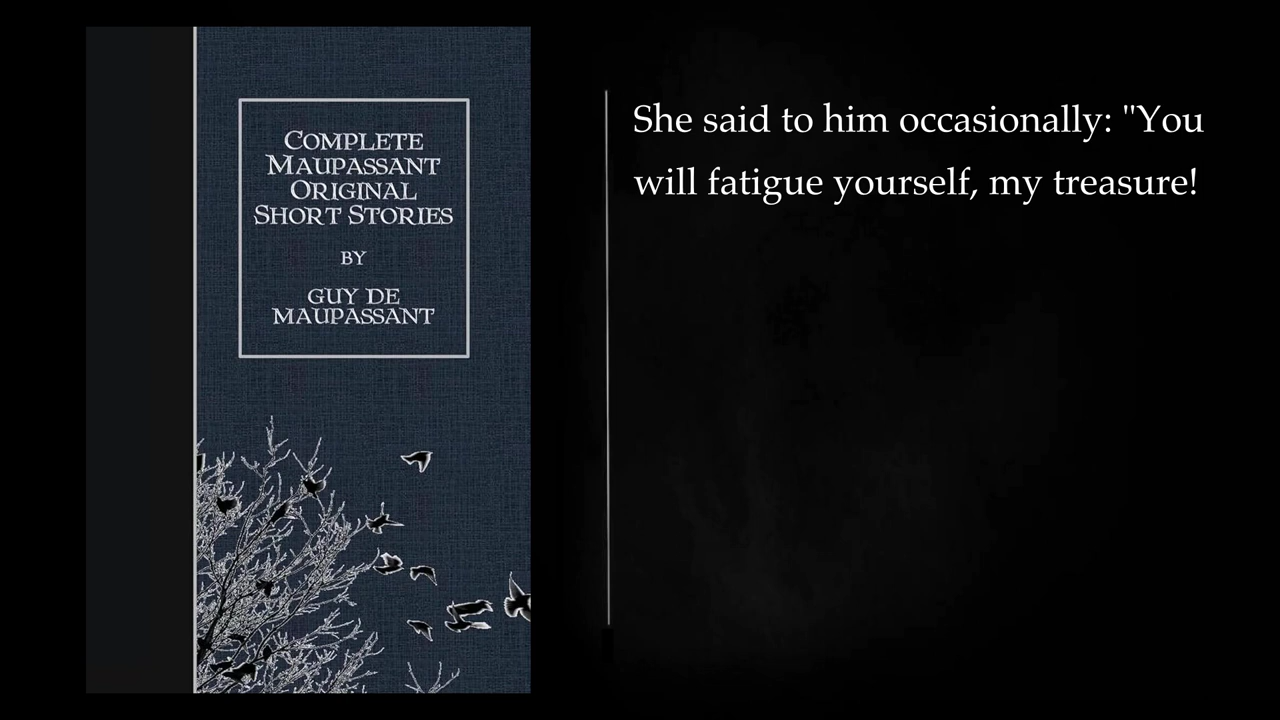 COMPLETE
MAUPASSANT
ORIGINAL
SHORT STORIES
BY
GUY DE
MAUPASSANT
She said to him occasionally: "You
will fatigue yourself, my treasure!